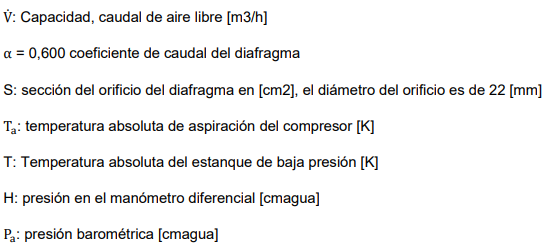 V̇: Capacidad, caudal de aire libre [m3/h]
α = 0,600 coeficiente de caudal del diafragma
S: sección del orificio del diafragma en [cm2], el diámetro del orificio es de 22 [mm]
Tₐ: temperatura absoluta de aspiración del compresor [K]
T: Temperatura absoluta del estanque de baja presión [K]
H: presión en el manómetro diferencial [cmagua]
Pₐ: presión barométrica [cmagua]